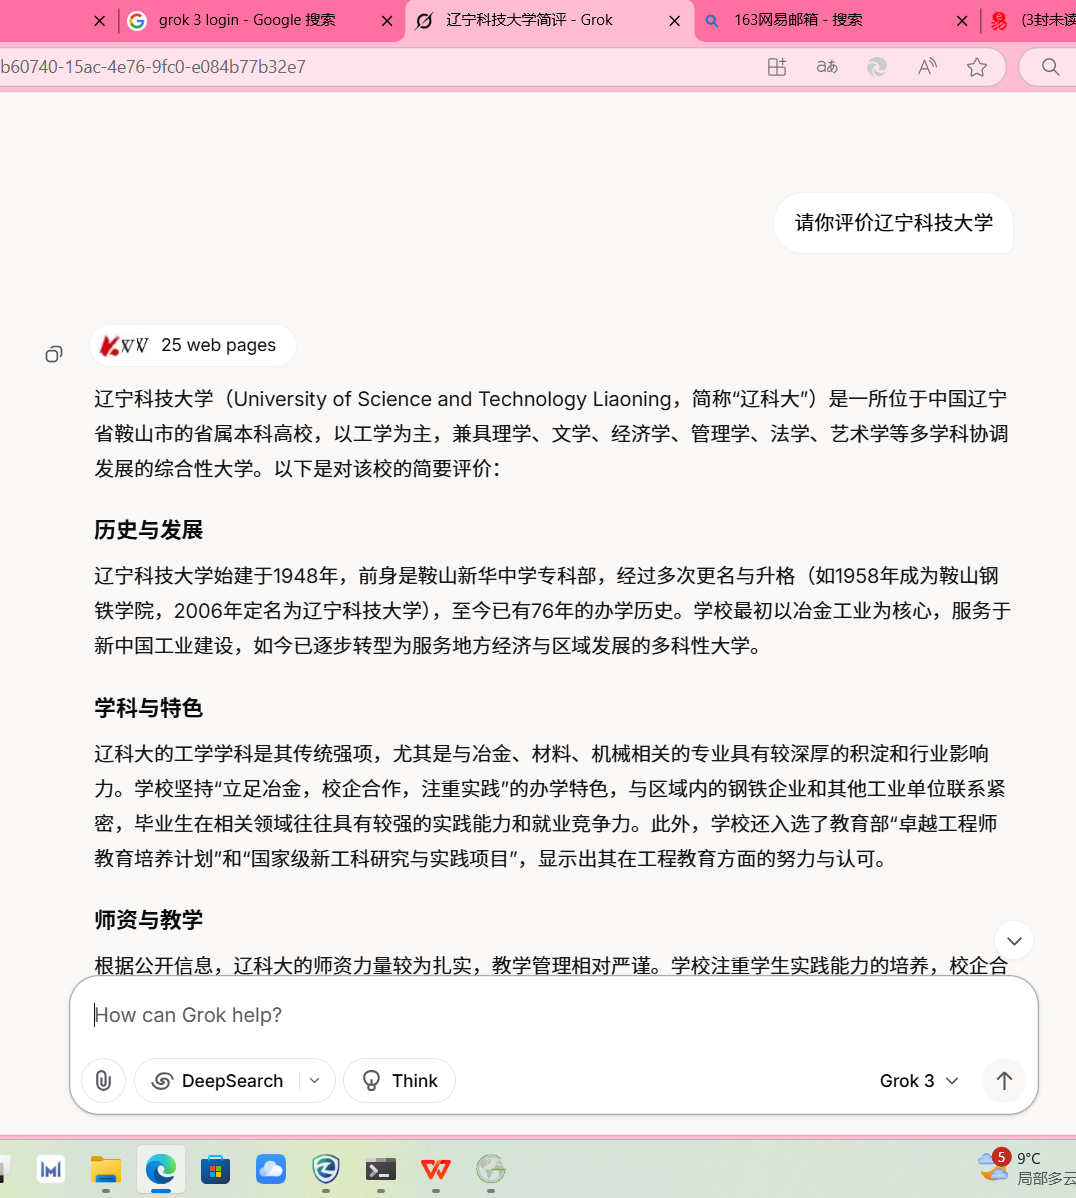 grok 3 login - Google 搜索
辽宁科技大学简评 - Grok
163网易邮箱 - 搜索
(3封未读
b60740-15ac-4e76-9fc0-e084b77b32e7
请你评价辽宁科技大学
25 web pages
辽宁科技大学（University of Science and Technology Liaoning，简称“辽科大”）是一所位于中国辽宁
省鞍山市的省属本科高校，以工学为主，兼具理学、文学、经济学、管理学、法学、艺术学等多学科协调
发展的综合性大学。以下是对该校的简要评价：
历史与发展
辽宁科技大学始建于1948年，前身是鞍山新华中学专科部，经过多次更名与升格（如1958年成为鞍山钢
铁学院，2006年定名为辽宁科技大学），至今已有76年的办学历史。学校最初以冶金工业为核心，服务于
新中国工业建设，如今已逐步转型为服务地方经济与区域发展的多科性大学。
学科与特色
辽科大的工学学科是其传统强项，尤其是与冶金、材料、机械相关的专业具有较深厚的积淀和行业影响
力。学校坚持“立足冶金，校企合作，注重实践”的办学特色，与区域内的钢铁企业和其他工业单位联系紧
密，毕业生在相关领域往往具有较强的实践能力和就业竞争力。此外，学校还入选了教育部“卓越工程师
教育培养计划”和“国家级新工科研究与实践项目”，显示出其在工程教育方面的努力与认可。
师资与教学
根据公开信息，辽科大的师资力量较为扎实，教学管理相对严谨。学校注重学生实践能力的培养，校企合
How can Grok help?
DeepSearch
Think
Grok 3
5
9°C
局部多云